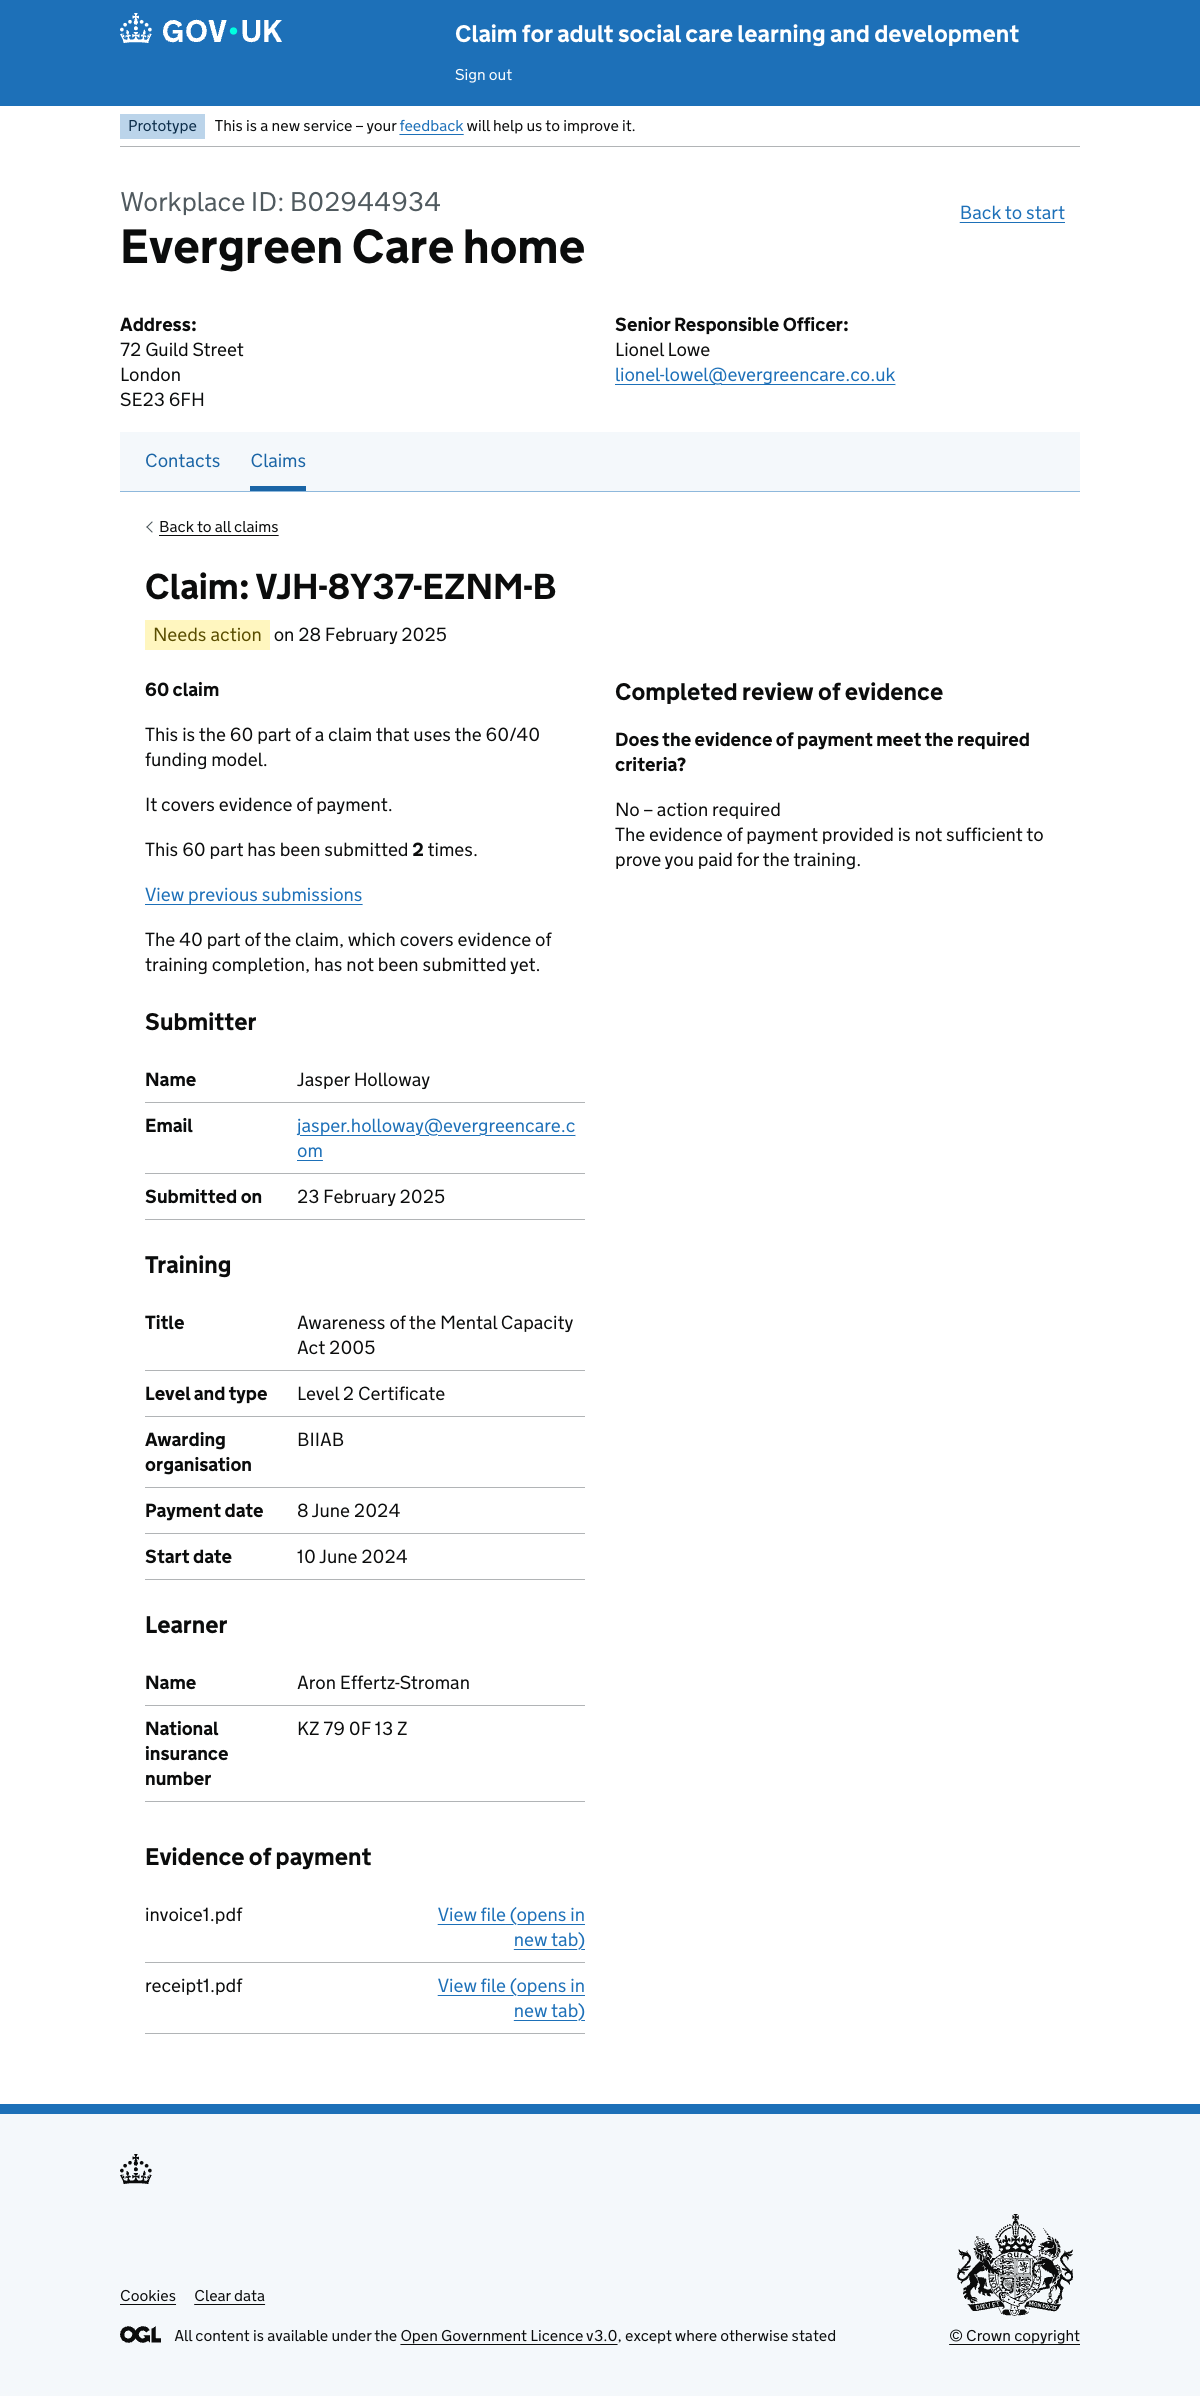 GOV·UK
Claim for adult social care learning and development
Sign out
Prototype This is a new service – your feedback will help us to improve it.
Workplace ID: B02944934
Back to start
Evergreen Care home
Address:
72 Guild Street
London
SE23 6FH
Senior Responsible Officer:
Lionel Lowe
lionel-lowel@evergreencare.co.uk
Contacts Claims
Back to all claims
Claim: VJH-8Y37-EZNM-B
Needs action on 28 February 2025
60 claim
This is the 60 part of a claim that uses the 60/40
funding model.
It covers evidence of payment.
This 60 part has been submitted 2 times.
View previous submissions
The 40 part of the claim, which covers evidence of
training completion, has not been submitted yet.
Completed review of evidence
Does the evidence of payment meet the required
criteria?
No – action required
The evidence of payment provided is not sufficient to
prove you paid for the training.
Submitter
Name Jasper Holloway
Email jasper.holloway@evergreencare.c
om
Submitted on 23 February 2025
Training
Title Awareness of the Mental Capacity
Act 2005
Level and type Level 2 Certificate
Awarding BIIAB
organisation
Payment date 8 June 2024
Start date 10 June 2024
Learner
Name Aron Effertz-Stroman
National KZ 79 0F 13 Z
insurance
number
Evidence of payment
invoice1.pdf View file (opens in
new tab)
receipt1.pdf View file (opens in
new tab)
Cookies Clear data
OGL All content is available under the Open Government Licence v3.0, except where otherwise stated
© Crown copyright